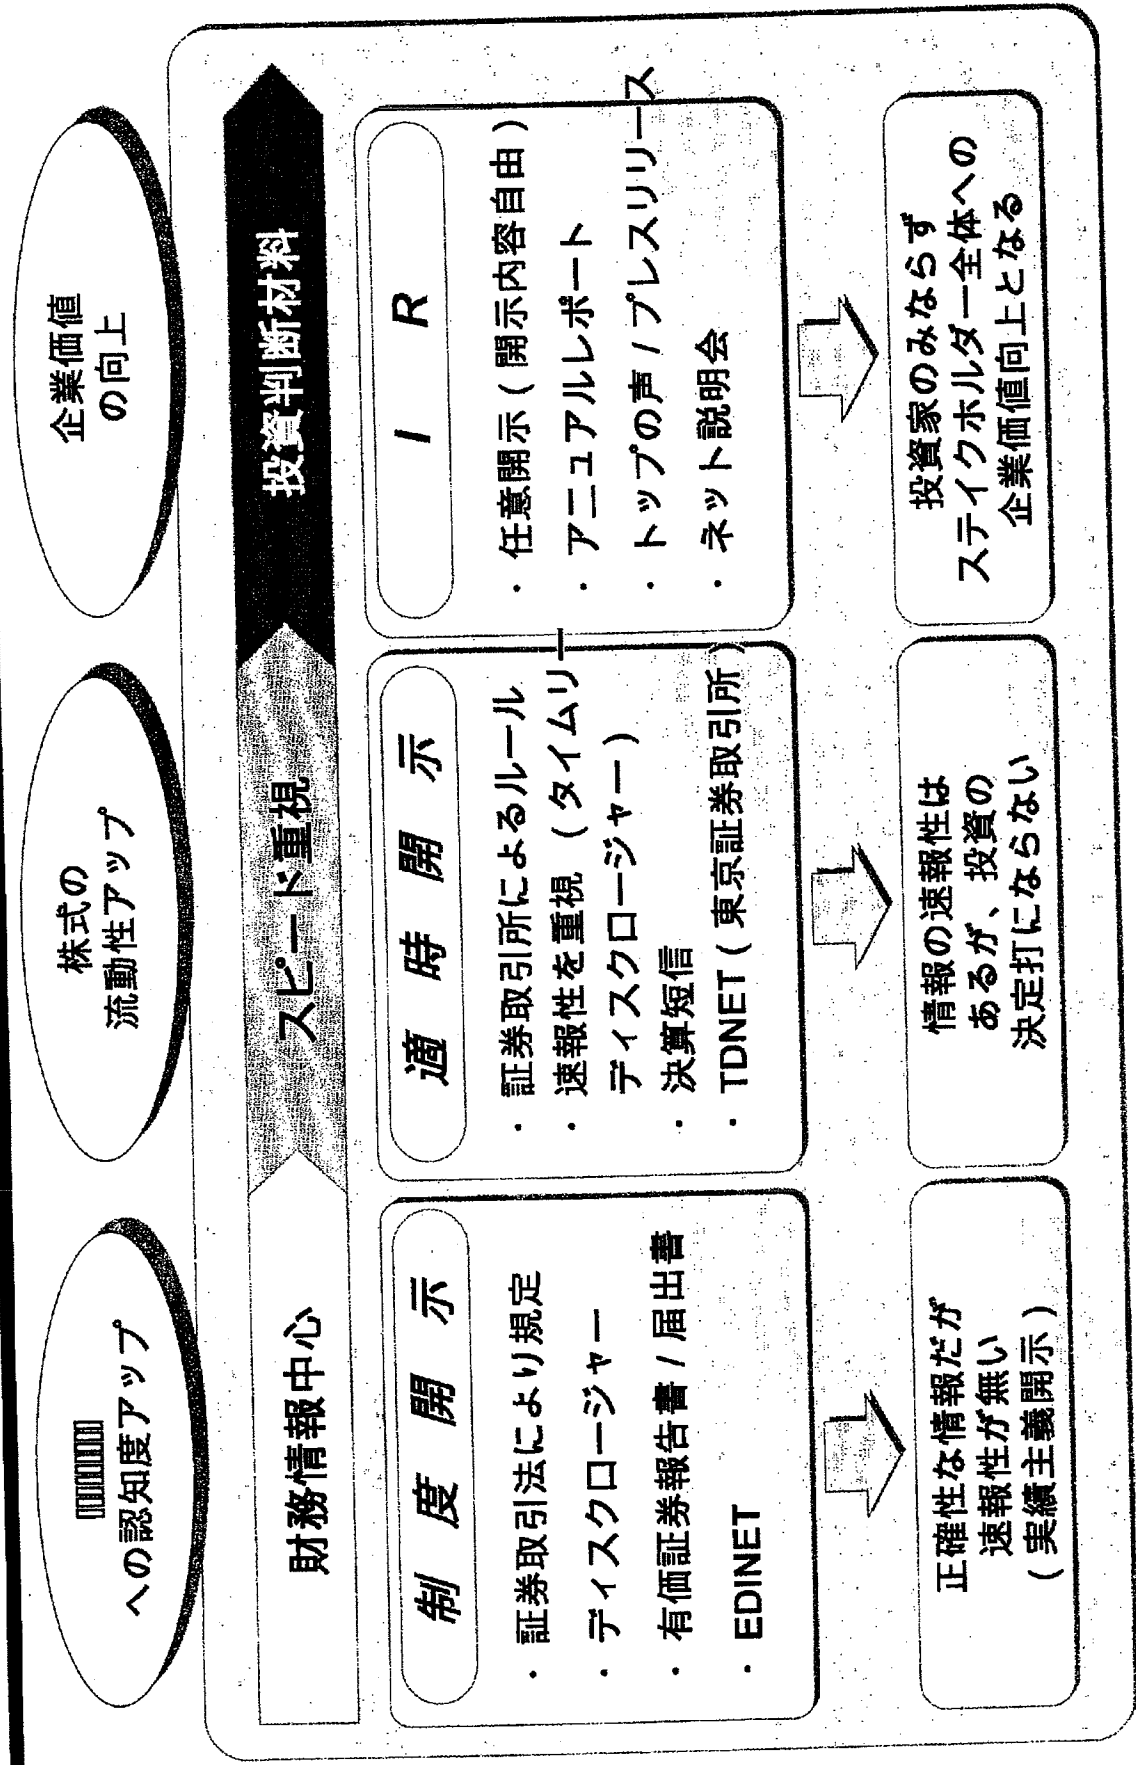 への認知度アップ
株式の
流動性アップ
企業価値
の向上
財務情報中心
スピード重視
投資判断材料
制度開示
・証券取引法により規定
・ディスクロージャー
・有価証券報告書/届出書
・EDINET
適時開示
・証券取引所によるルール
・速報性を重視（タイムリー
ディスクロージャー）
・決算短信
・TDNET（東京証券取引所）
IR
・任意開示（開示内容自由）
・アニュアルレポート
・トップの声/プレスリリース
・ネット説明会
正確性な情報だが
速報性が無い
（実績主義開示）
情報の速報性は
あるが、投資の
決定打にならない
投資家のみならず
ステイクホルダー全体への
企業価値向上となる